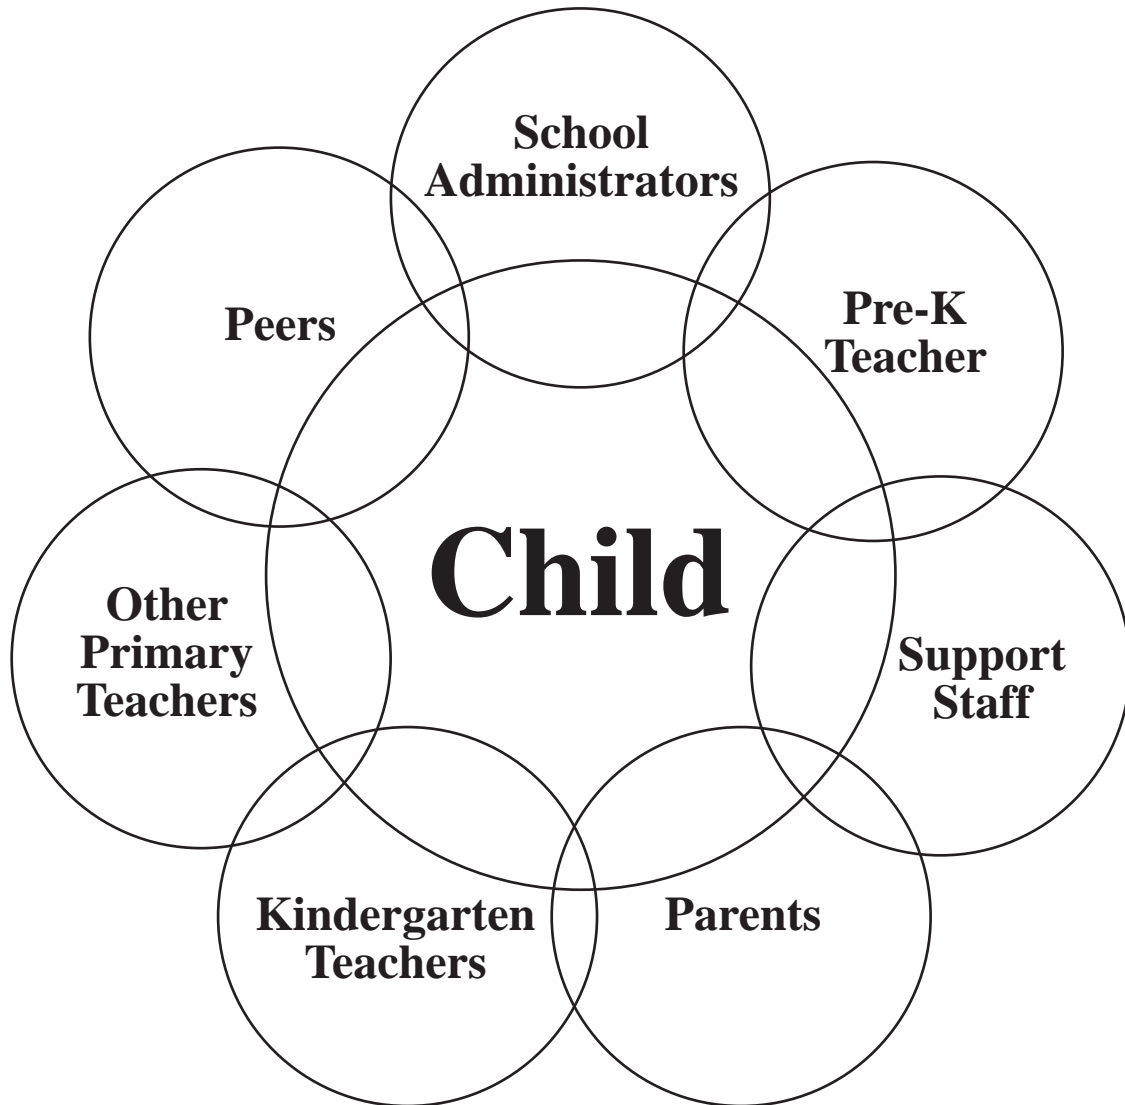 School
Administrators
Pre-K
Teacher
Peers
Child
Other
Primary
Teachers
Support
Staff
Kindergarten
Teachers
Parents